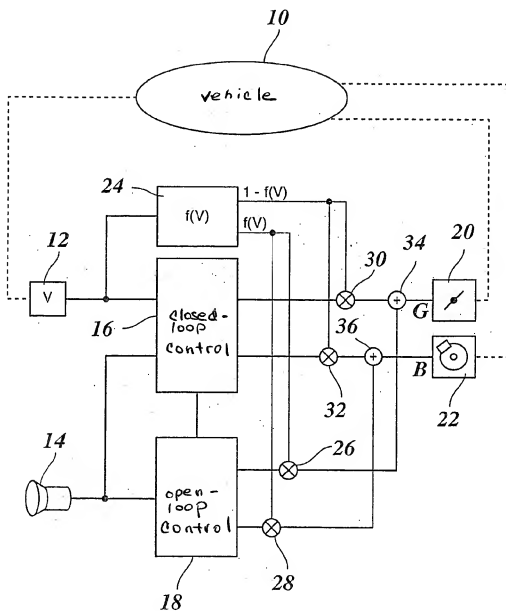 10
vehicle
24
f(V)
1 - f(V)
f(V)
12
V
16
closed-
loop
control
30
34
20
G
36
B
32
22
14
open-
loop
control
26
28
18